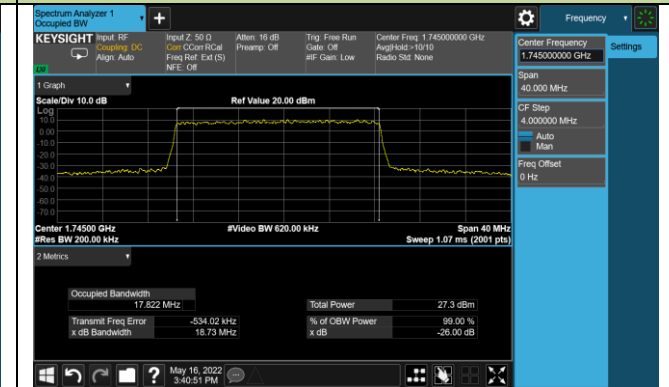 Spectrum Analyzer 1
Occupied BW
Frequency
KEYSIGHT
Input: RF
Coupling: DC
Align: Auto
Input Z: 50 Ω
Corr CCorr RCal
Freq Ref: Ext (S)
NFE: Off
Atten: 16 dB
Preamp: Off
Trig: Free Run
Gate: Off
#IF Gain: Low
Center Freq: 1.745000000 GHz
Avg|Hold:>10/10
Radio Std: None
Center Frequency
1.745000000 GHz
Settings
Span
40.000 MHz
CF Step
4.000000 MHz
Auto
Man
Freq Offset
0 Hz
1 Graph
Scale/Div 10.0 dB
Ref Value 20.00 dBm
Log
10.0
0.00
-10.0
-20.0
-30.0
-40.0
-50.0
-60.0
-70.0
Center 1.74500 GHz
#Video BW 620.00 kHz
Span 40 MHz
#Res BW 200.00 kHz
Sweep 1.07 ms (2001 pts)
2 Metrics
Occupied Bandwidth
17.822 MHz
Total Power
27.3 dBm
Transmit Freq Error
-534.02 kHz
% of OBW Power
99.00 %
x dB Bandwidth
18.73 MHz
x dB
-26.00 dB
May 16, 2022
3:40:51 PM